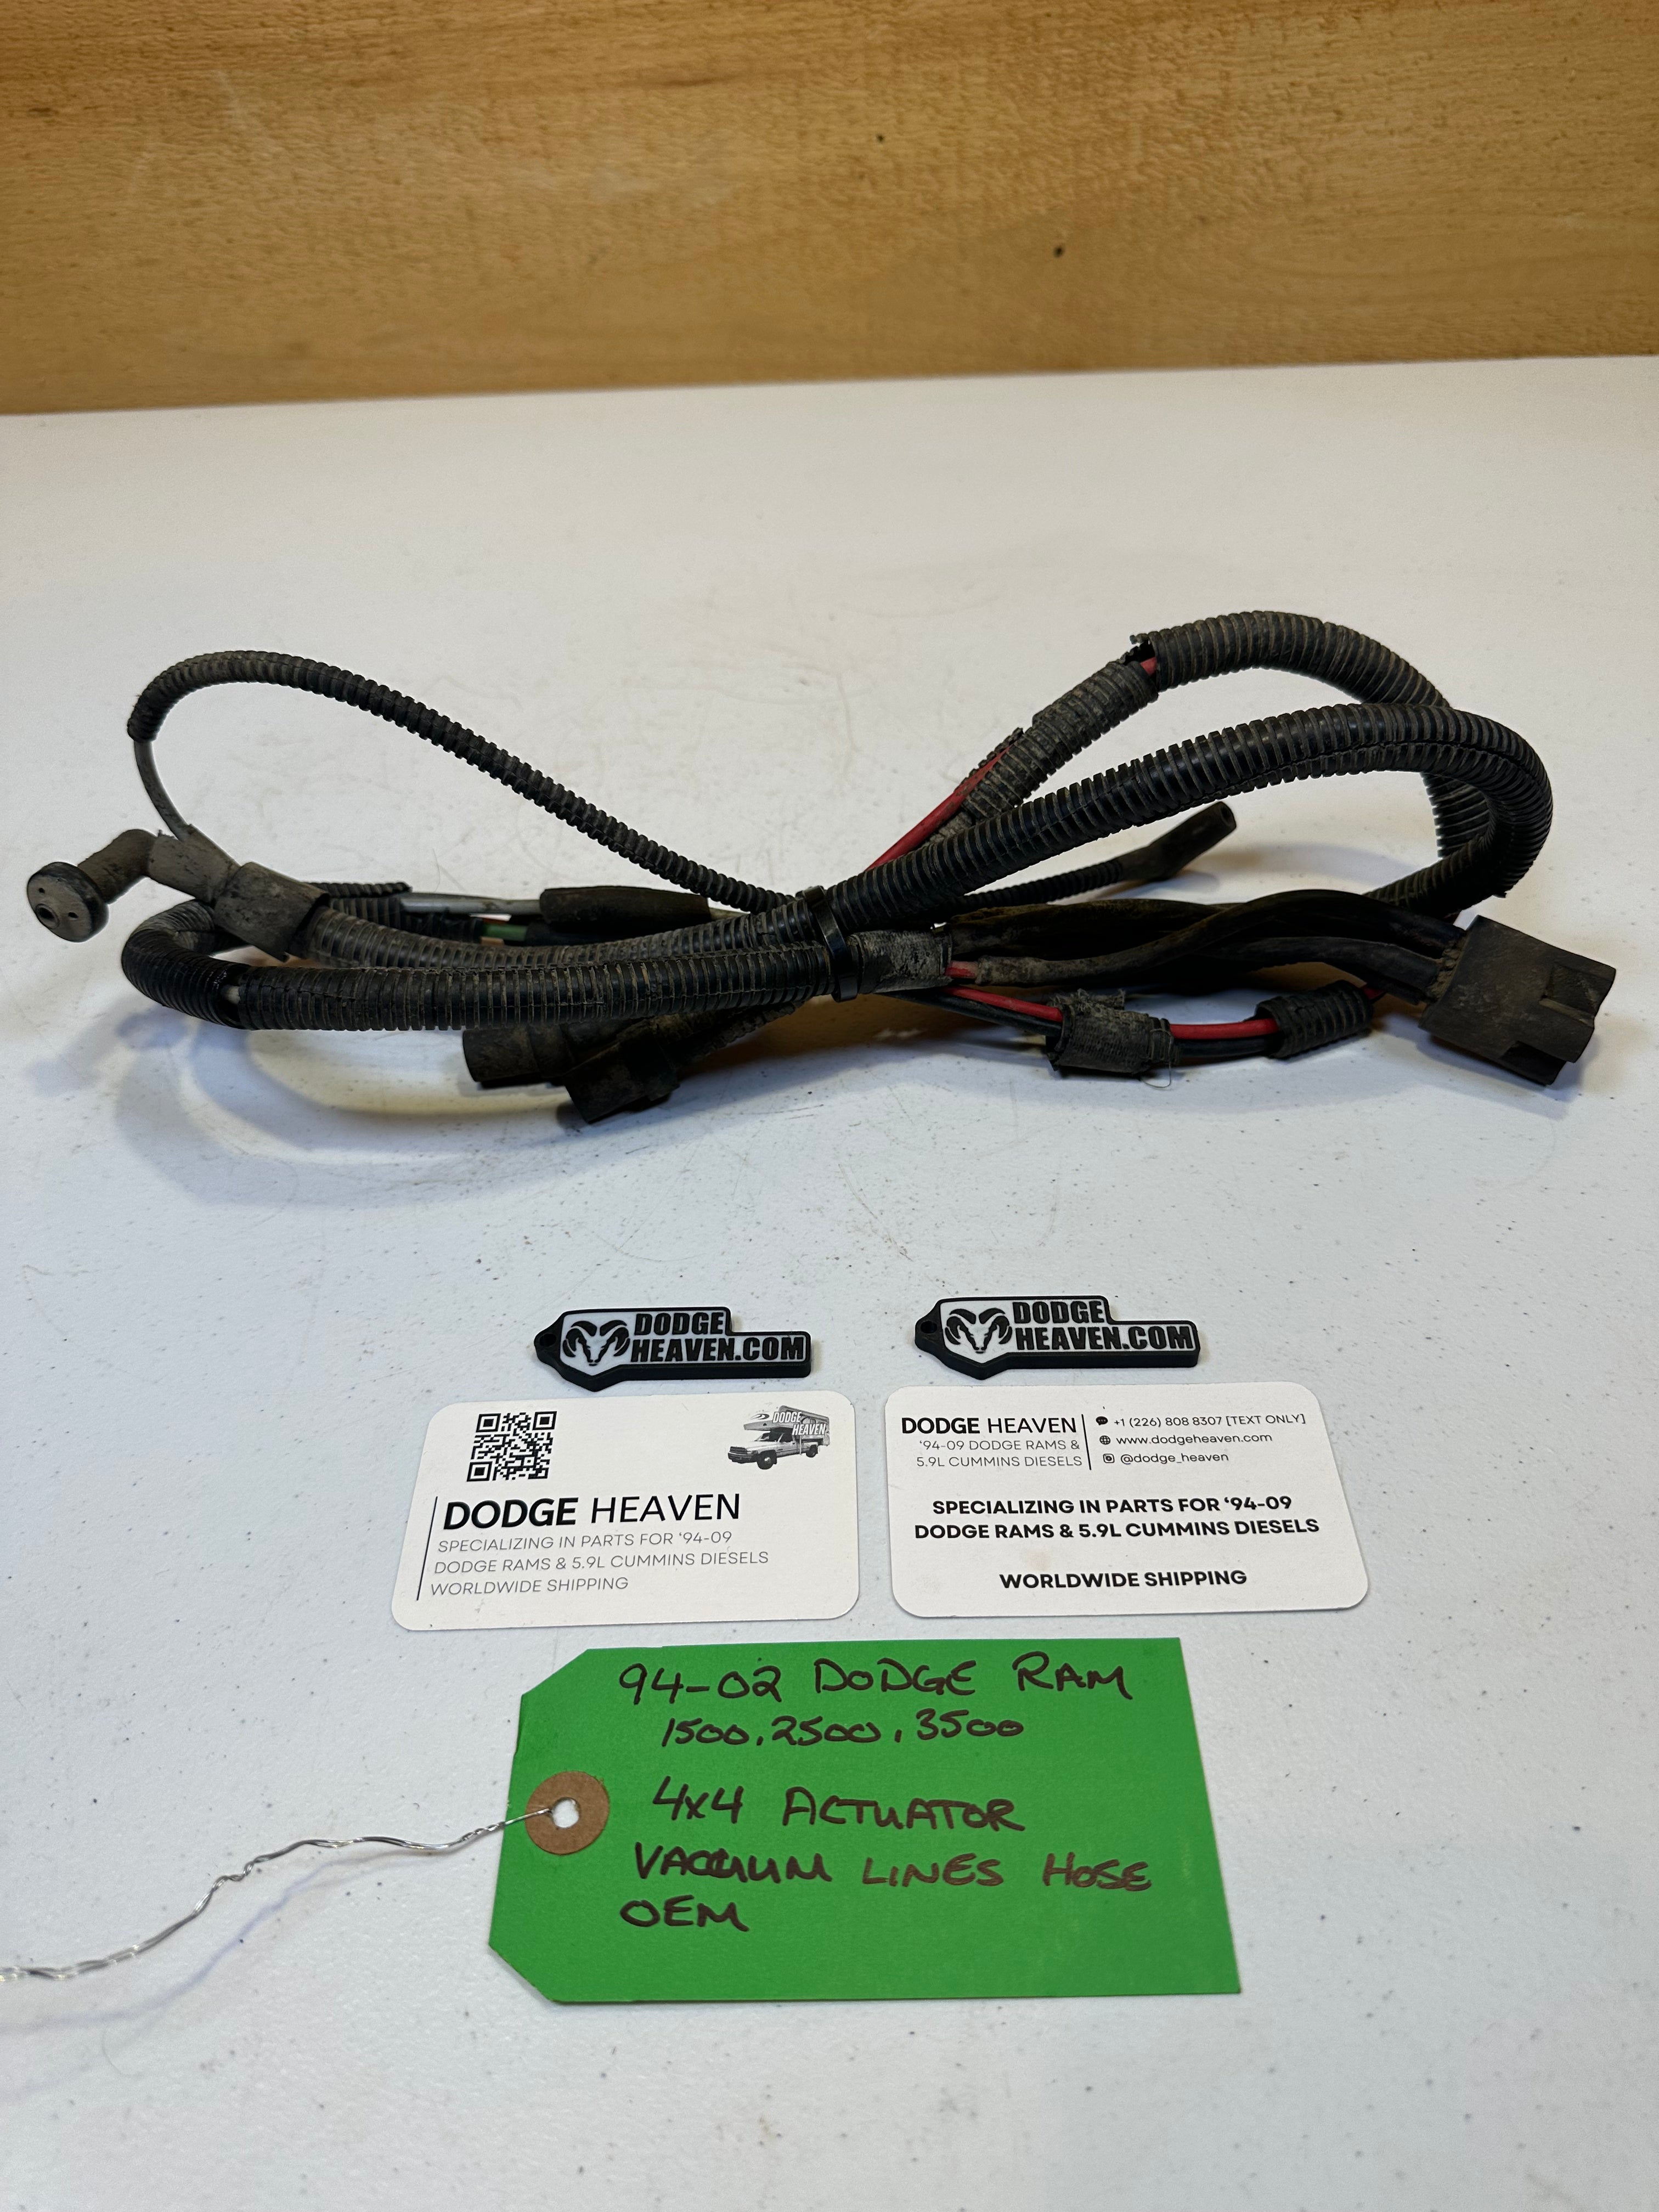 DODGE
HEAVEN.COM
DODGE
HEAVEN.COM
DODGE
HEAVEN
DODGE HEAVEN
SPECIALIZING IN PARTS FOR '94-09
DODGE RAMS & 5.9L CUMMINS DIESELS
WORLDWIDE SHIPPING
DODGE HEAVEN
'94-09 DODGE RAMS &
5.9L CUMMINS DIESELS
+1 (226) 808 8307 [TEXT ONLY]
www.dodgeheaven.com
@dodge_heaven
SPECIALIZING IN PARTS FOR '94-09
DODGE RAMS & 5.9L CUMMINS DIESELS
WORLDWIDE SHIPPING
94-02 DODGE RAM
1500, 2500, 3500
4x4 ACTUATOR
VACUUM LINES HOSE
OEM